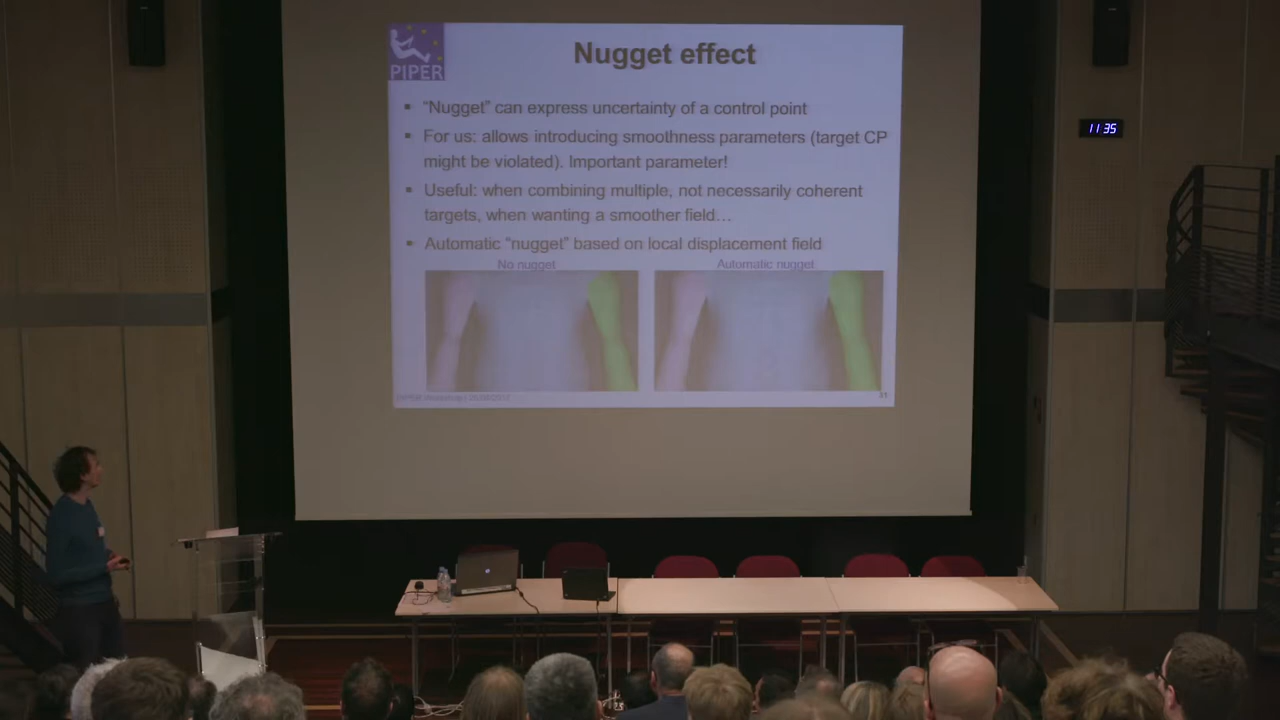 PIPER
Nugget effect
▪ “Nugget” can express uncertainty of a control point
▪ For us: allows introducing smoothness parameters (target CP
might be violated). Important parameter!
▪ Useful: when combining multiple, not necessarily coherent
targets, when wanting a smoother field…
▪ Automatic “nugget” based on local displacement field
No nugget
Automatic nugget
11:35